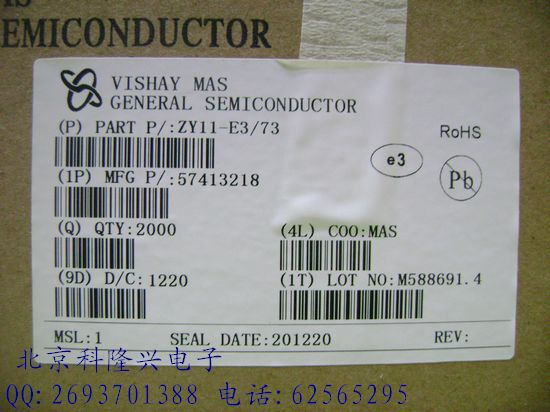 SEMICONDUCTOR
VISHAY MAS
GENERAL SEMICONDUCTOR
(P) PART P/:ZY11-E3/73
RoHS
e3
Pb
(1P) MFG P/:57413218
(Q) QTY:2000
(4L) COO:MAS
(9D) D/C:1220
(1T) LOT NO:M588691.4
MSL:1 SEAL DATE:201220 REV:
北京科隆兴电子
QQ:2693701388 电话:62565295